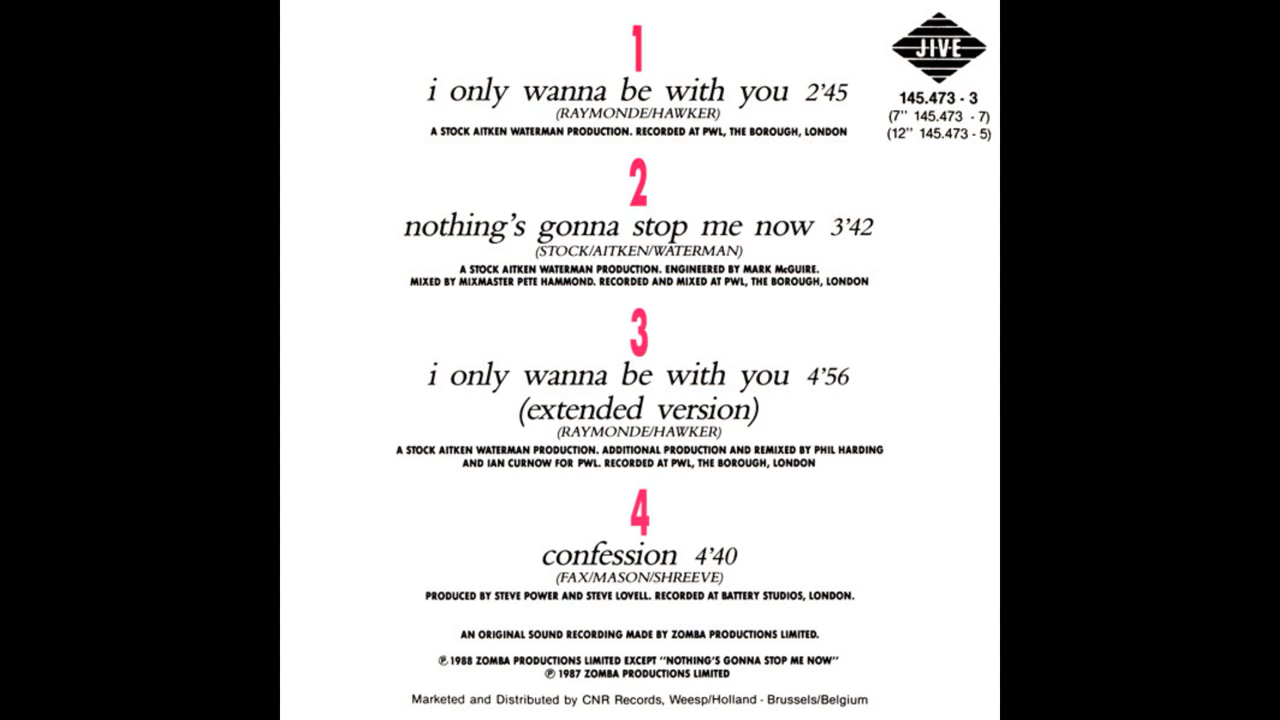 JIVE
145.473 - 3
(7" 145.473 - 7)
(12" 145.473 - 5)
1
i only wanna be with you 2'45
(RAYMONDE/HAWKER)
A STOCK AITKEN WATERMAN PRODUCTION. RECORDED AT PWL, THE BOROUGH, LONDON
2
nothing's gonna stop me now 3'42
(STOCK/AITKEN/WATERMAN)
A STOCK AITKEN WATERMAN PRODUCTION. ENGINEERED BY MARK McGUIRE.
MIXED BY MIXMASTER PETE HAMMOND. RECORDED AND MIXED AT PWL, THE BOROUGH, LONDON
3
i only wanna be with you 4'56
(extended version)
(RAYMONDE/HAWKER)
A STOCK AITKEN WATERMAN PRODUCTION. ADDITIONAL PRODUCTION AND REMIXED BY PHIL HARDING
AND IAN CURNOW FOR PWL. RECORDED AT PWL, THE BOROUGH, LONDON
4
confession 4'40
(FAX/MASON/SHREEVE)
PRODUCED BY STEVE POWER AND STEVE LOVELL. RECORDED AT BATTERY STUDIOS, LONDON.
AN ORIGINAL SOUND RECORDING MADE BY ZOMBA PRODUCTIONS LIMITED.
℗ 1988 ZOMBA PRODUCTIONS LIMITED EXCEPT "NOTHING'S GONNA STOP ME NOW"
℗ 1987 ZOMBA PRODUCTIONS LIMITED
Marketed and Distributed by CNR Records, Weesp/Holland - Brussels/Belgium